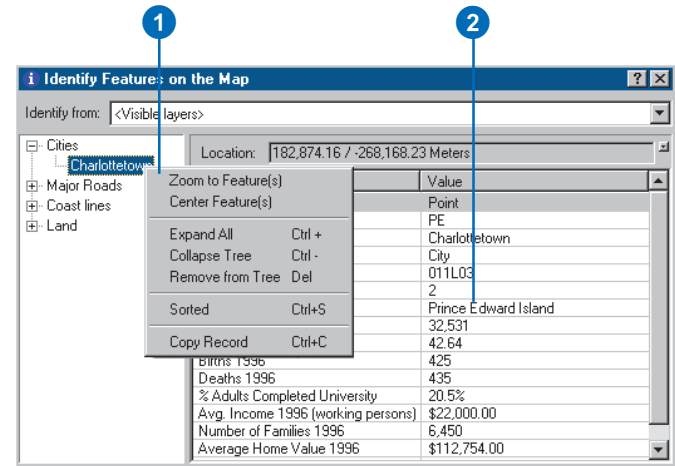 1 2
i Identify Features on the Map ? ×
Identify from: <Visible layers>
Cities
Charlottetown
Major Roads
Coast lines
Land
Location: 182,874.16 / -268,168.23 Meters
Zoom to Feature(s)
Center Feature(s)
Expand All Ctrl +
Collapse Tree Ctrl -
Remove from Tree Del
Sorted Ctrl+S
Copy Record Ctrl+C
Value
Point
PE
Charlottetown
City
011L03
2
Prince Edward Island
32,531
42.64
Births 1996 425
Deaths 1996 435
% Adults Completed University 20.5%
Avg. Income 1996 (working persons) $22,000.00
Number of Families 1996 6,450
Average Home Value 1996 $112,754.00